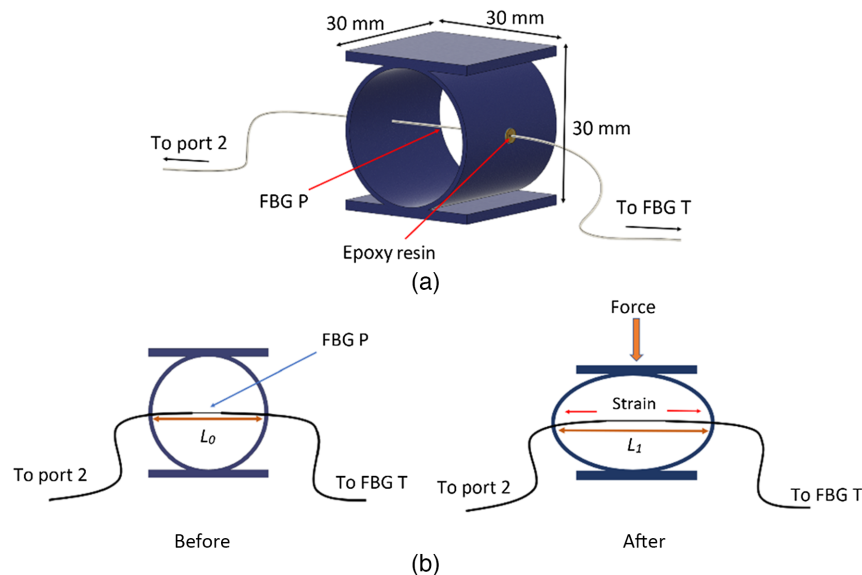 30 mm
30 mm
30 mm
To port 2
FBG P
To FBG T
Epoxy resin
(a)
Force
FBG P
Strain
L₀
L₁
To port 2
To FBG T
To port 2
To FBG T
Before
After
(b)